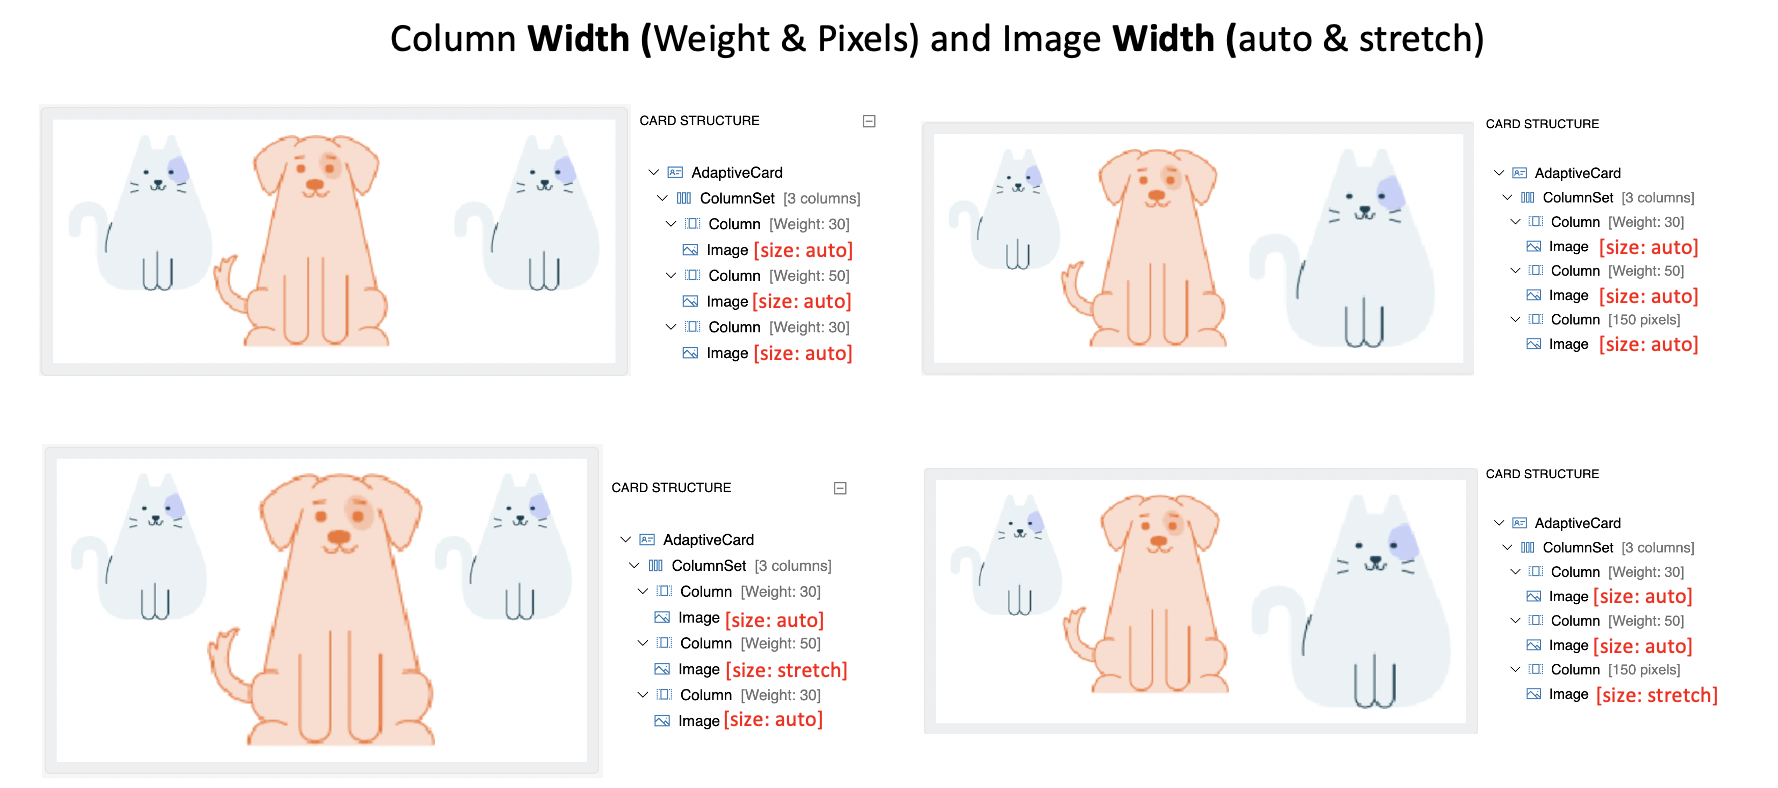 Column Width (Weight & Pixels) and Image Width (auto & stretch)
CARD STRUCTURE
AdaptiveCard
ColumnSet [3 columns]
Column [Weight: 30]
Image [size: auto]
Column [Weight: 50]
Image [size: auto]
Column [Weight: 30]
Image [size: auto]
CARD STRUCTURE
AdaptiveCard
ColumnSet [3 columns]
Column [Weight: 30]
Image [size: auto]
Column [Weight: 50]
Image [size: auto]
Column [150 pixels]
Image [size: auto]
CARD STRUCTURE
AdaptiveCard
ColumnSet [3 columns]
Column [Weight: 30]
Image [size: auto]
Column [Weight: 50]
Image [size: stretch]
Column [Weight: 30]
Image [size: auto]
CARD STRUCTURE
AdaptiveCard
ColumnSet [3 columns]
Column [Weight: 30]
Image [size: auto]
Column [Weight: 50]
Image [size: auto]
Column [150 pixels]
Image [size: stretch]